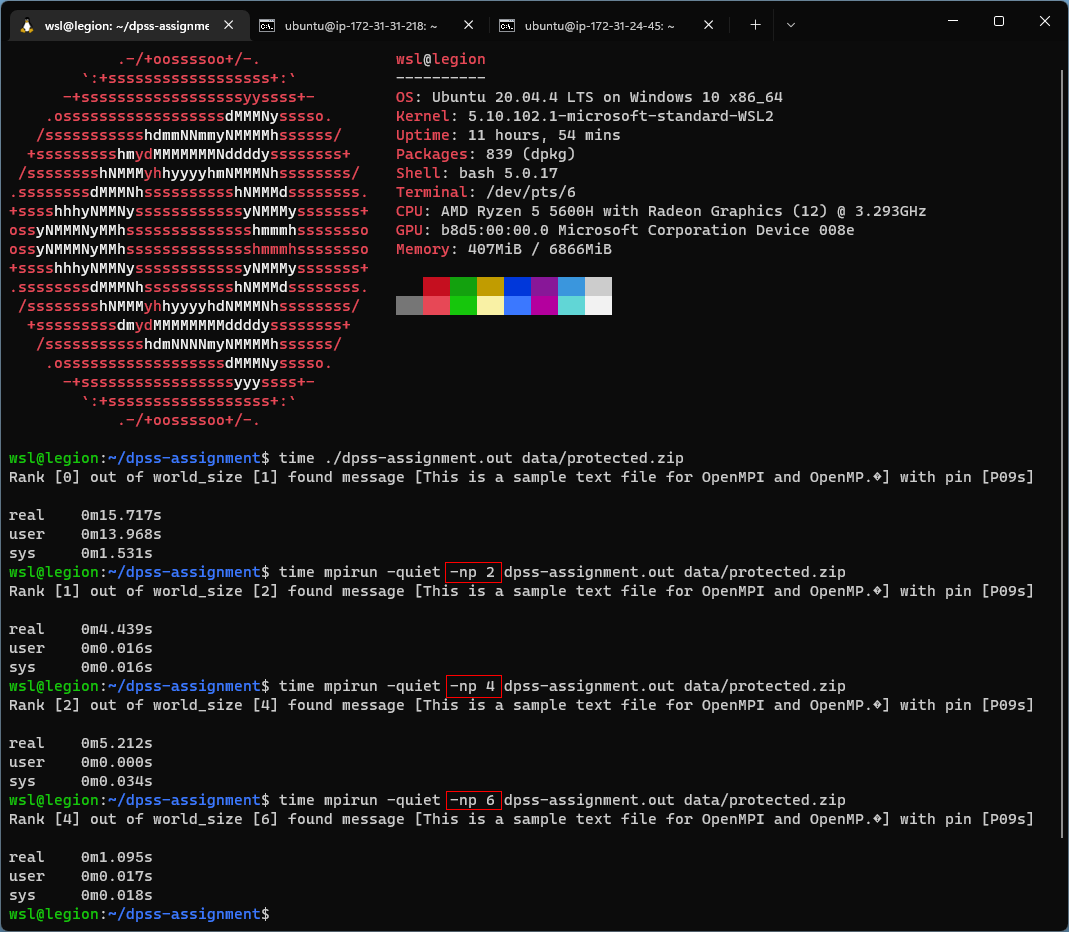 wsl@legion: ~/dpss-assignme
ubuntu@ip-172-31-31-218: ~
ubuntu@ip-172-31-24-45: ~
.-/+oossssoo+/-.
`:+ssssssssssssssssss+:`
-+ssssssssssssssssssyyssss+-
.ossssssssssssssssssdMMMNysssso.
/ssssssssssshdmmNNmmyNMMMMhssssss/
+ssssssssshmydMMMMMMMNddddyssssssss+
/sssssssshNMMMyhhyyyyhmNMMMNhssssssss/
.ssssssssdMMMNhsssssssssshNMMMdssssssss.
+sssshhhyNMMNyssssssssssssyNMMMysssssss+
ossyNMMMNyMMhsssssssssssssshmmmhssssssso
ossyNMMMNyMMhsssssssssssssshmmmhssssssso
+sssshhhyNMMNyssssssssssssyNMMMysssssss+
.ssssssssdMMMNhsssssssssshNMMMdssssssss.
/sssssssshNMMMyhhyyyyhdNMMMNhssssssss/
+sssssssssdmydMMMMMMMMddddyssssssss+
/ssssssssssshdmNNNNmyNMMMMhssssss/
.ossssssssssssssssssdMMMNysssso.
-+sssssssssssssssssyyyssss+-
`:+ssssssssssssssssss+:`
.-/+oossssoo+/-.
wsl@legion
----------
OS: Ubuntu 20.04.4 LTS on Windows 10 x86_64
Kernel: 5.10.102.1-microsoft-standard-WSL2
Uptime: 11 hours, 54 mins
Packages: 839 (dpkg)
Shell: bash 5.0.17
Terminal: /dev/pts/6
CPU: AMD Ryzen 5 5600H with Radeon Graphics (12) @ 3.293GHz
GPU: b8d5:00:00.0 Microsoft Corporation Device 008e
Memory: 407MiB / 6866MiB
wsl@legion:~/dpss-assignment$ time ./dpss-assignment.out data/protected.zip
Rank [0] out of world_size [1] found message [This is a sample text file for OpenMPI and OpenMP.�] with pin [P09s]
real 0m15.717s
user 0m13.968s
sys 0m1.531s
wsl@legion:~/dpss-assignment$ time mpirun -quiet -np 2 dpss-assignment.out data/protected.zip
Rank [1] out of world_size [2] found message [This is a sample text file for OpenMPI and OpenMP.�] with pin [P09s]
real 0m4.439s
user 0m0.016s
sys 0m0.016s
wsl@legion:~/dpss-assignment$ time mpirun -quiet -np 4 dpss-assignment.out data/protected.zip
Rank [2] out of world_size [4] found message [This is a sample text file for OpenMPI and OpenMP.�] with pin [P09s]
real 0m5.212s
user 0m0.000s
sys 0m0.034s
wsl@legion:~/dpss-assignment$ time mpirun -quiet -np 6 dpss-assignment.out data/protected.zip
Rank [4] out of world_size [6] found message [This is a sample text file for OpenMPI and OpenMP.�] with pin [P09s]
real 0m1.095s
user 0m0.017s
sys 0m0.018s
wsl@legion:~/dpss-assignment$